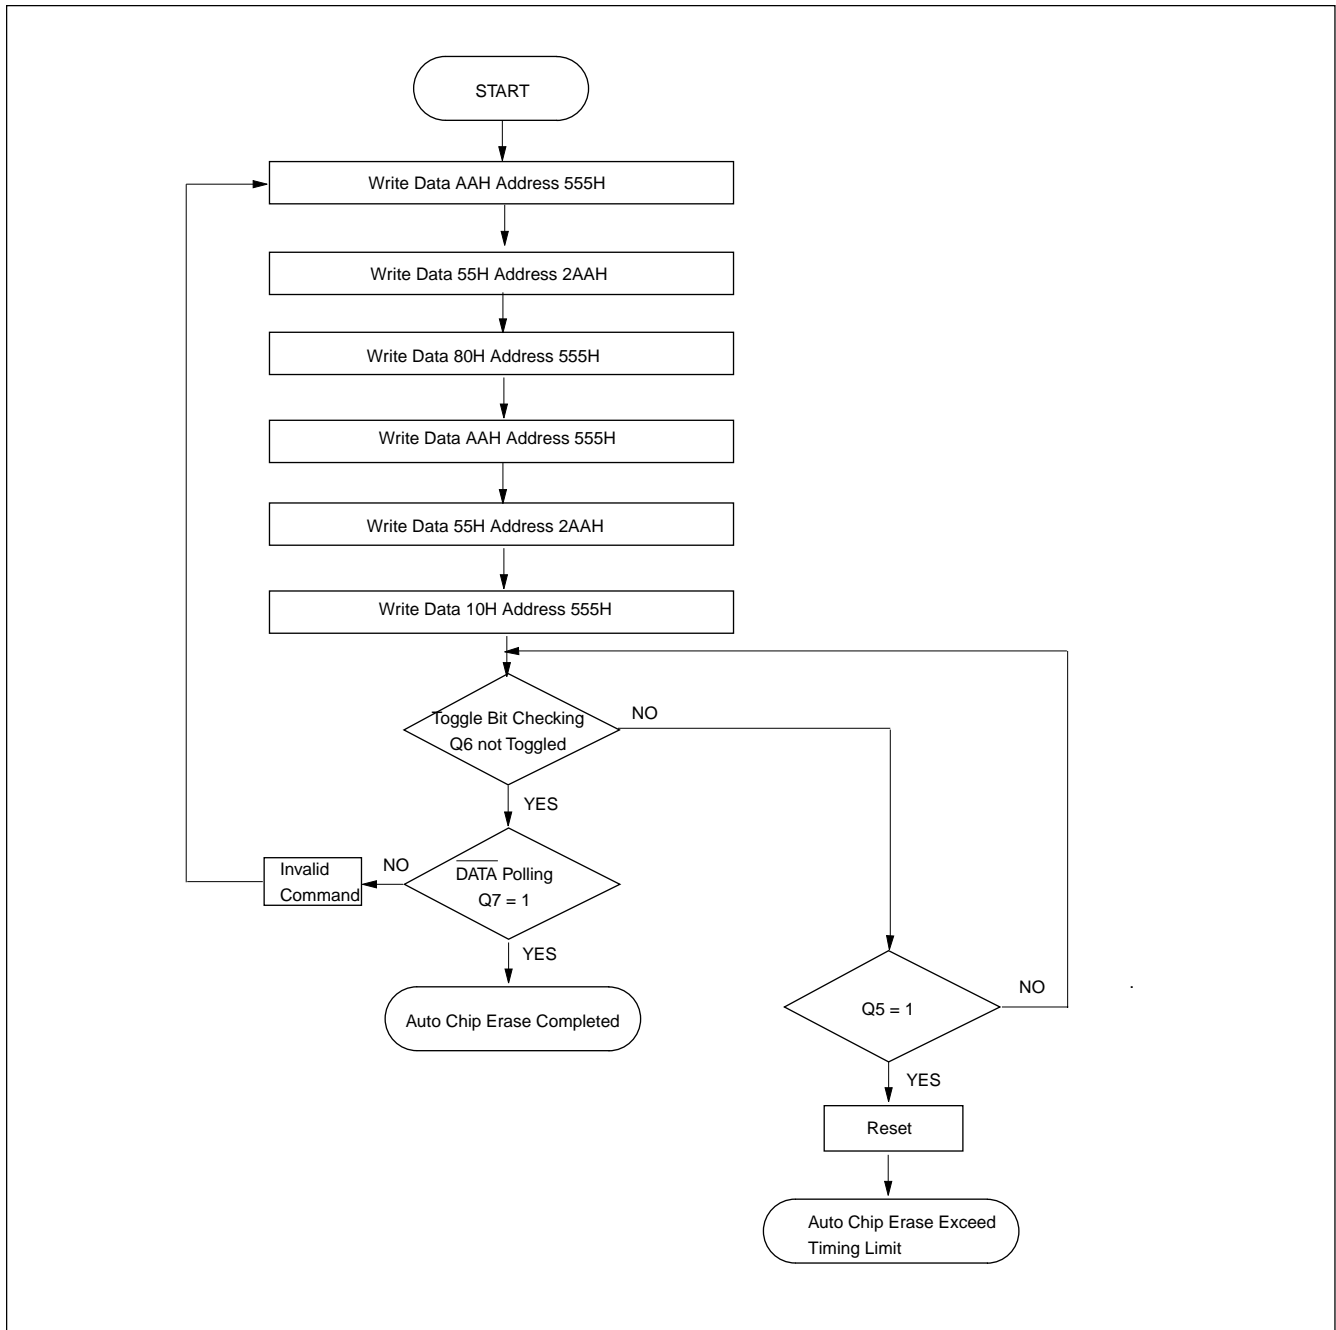 START
Write Data AAH Address 555H
Write Data 55H Address 2AAH
Write Data 80H Address 555H
Write Data AAH Address 555H
Write Data 55H Address 2AAH
Write Data 10H Address 555H
Toggle Bit Checking
Q6 not Toggled
NO
YES
Invalid
Command
NO
DATA Polling
Q7 = 1
YES
Auto Chip Erase Completed
Q5 = 1
NO
.
YES
Reset
Auto Chip Erase Exceed
Timing Limit